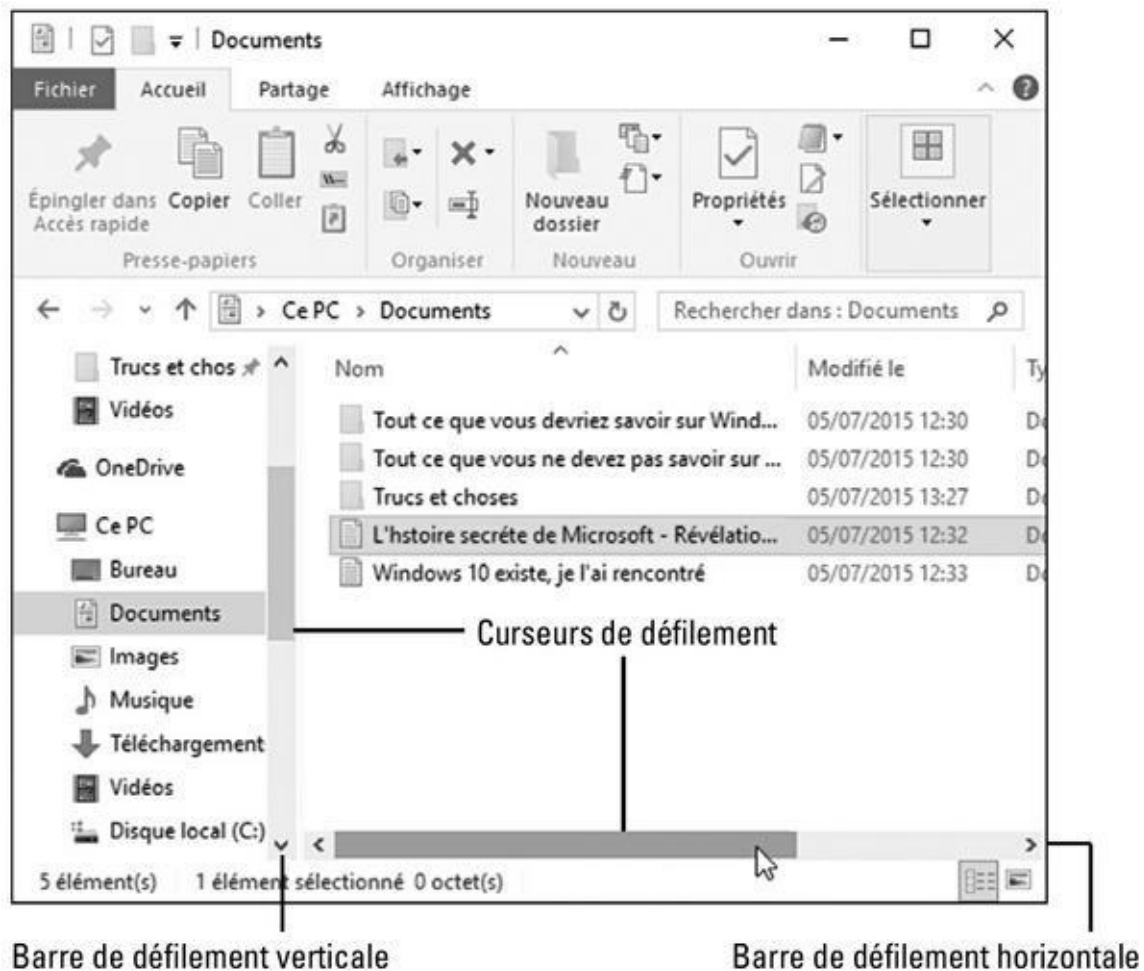 Documents
Fichier Accueil Partage Affichage
Épingler dans Accès rapide Copier Coller Nouveau dossier Propriétés Sélectionner
Presse-papiers Organiser Nouveau Ouvrir
Ce PC > Documents Rechercher dans : Documents
Trucs et chos Nom Modifié le Ty
Vidéos
Tout ce que vous devriez savoir sur Wind... 05/07/2015 12:30 Do
OneDrive
Tout ce que vous ne devez pas savoir sur ... 05/07/2015 12:30 Do
Trucs et choses 05/07/2015 13:27 Do
Ce PC
L'hstoire secréte de Microsoft - Révélatio... 05/07/2015 12:32 Do
Bureau
Windows 10 existe, je l'ai rencontré 05/07/2015 12:33 Do
Documents
Curseurs de défilement
Images
Musique
Téléchargement
Vidéos
Disque local (C:)
5 élément(s) 1 élément sélectionné 0 octet(s)
Barre de défilement verticale Barre de défilement horizontale